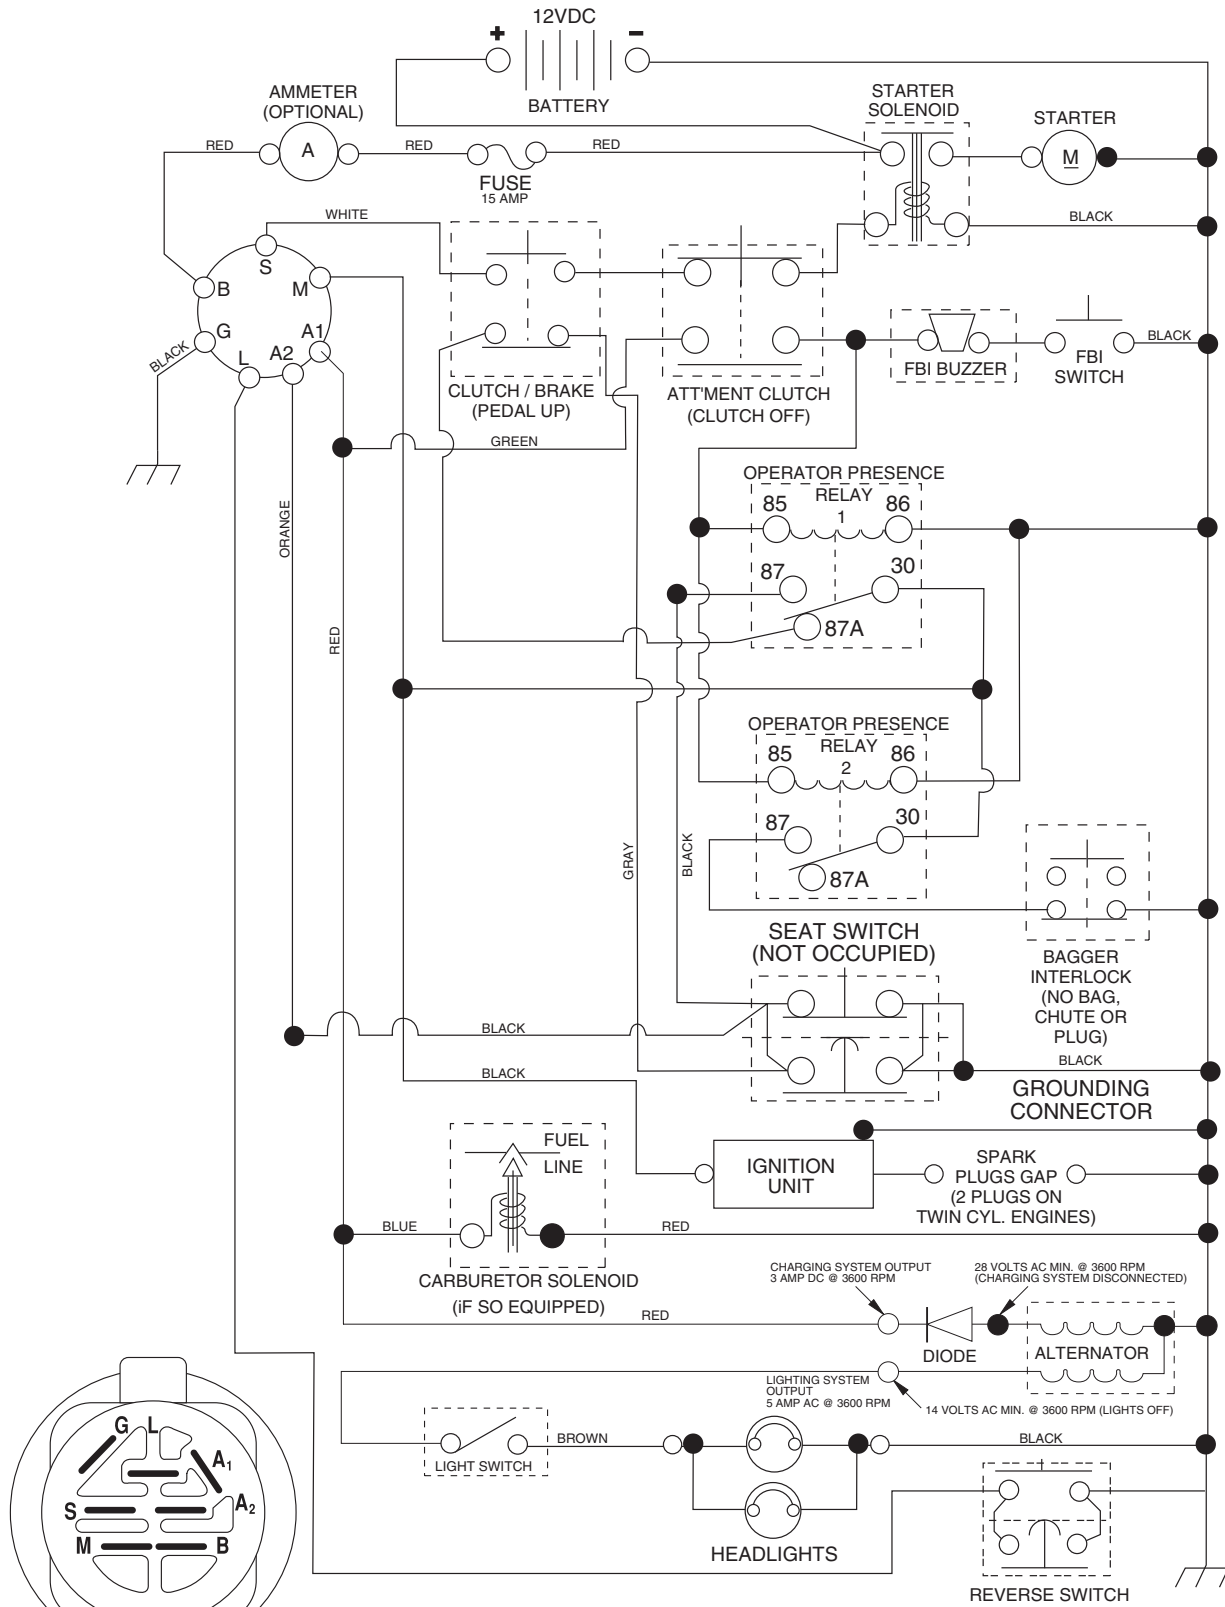 12VDC
+
−
BATTERY
AMMETER
(OPTIONAL)
A
RED
RED
FUSE
15 AMP
RED
STARTER
SOLENOID
STARTER
M
BLACK
WHITE
S
B
M
G
A1
L
A2
BLACK
CLUTCH / BRAKE
(PEDAL UP)
ATT'MENT CLUTCH
(CLUTCH OFF)
FBI BUZZER
FBI
SWITCH
BLACK
GREEN
ORANGE
RED
OPERATOR PRESENCE
RELAY
1
85
86
87
30
87A
OPERATOR PRESENCE
RELAY
2
85
86
87
30
87A
GRAY
BLACK
SEAT SWITCH
(NOT OCCUPIED)
BAGGER
INTERLOCK
(NO BAG,
CHUTE OR
PLUG)
BLACK
BLACK
BLACK
GROUNDING
CONNECTOR
FUEL
LINE
IGNITION
UNIT
SPARK
PLUGS GAP
(2 PLUGS ON
TWIN CYL. ENGINES)
BLUE
RED
CARBURETOR SOLENOID
(iF SO EQUIPPED)
CHARGING SYSTEM OUTPUT
3 AMP DC @ 3600 RPM
28 VOLTS AC MIN. @ 3600 RPM
(CHARGING SYSTEM DISCONNECTED)
RED
DIODE
ALTERNATOR
LIGHTING SYSTEM
OUTPUT
5 AMP AC @ 3600 RPM
14 VOLTS AC MIN. @ 3600 RPM (LIGHTS OFF)
LIGHT SWITCH
BROWN
BLACK
HEADLIGHTS
REVERSE SWITCH
G
L
A1
S
A2
M
B